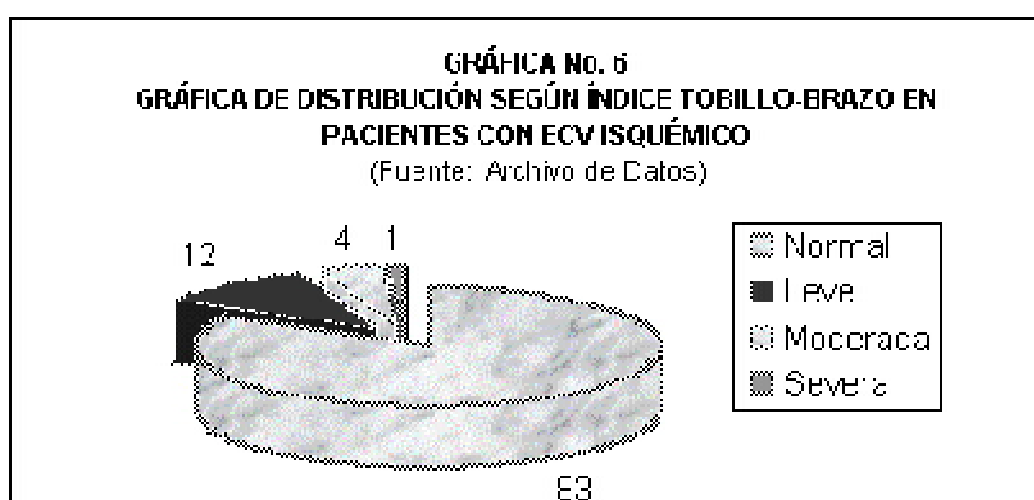 GRÁFICA No. 6
GRÁFICA DE DISTRIBUCIÓN SEGÚN ÍNDICE TOBILLO-BRAZO EN
PACIENTES CON ECV ISQUÉMICO
(Fuente: Archivo de Datos)
12
4
1
Normal
Leve
Moderada
Severa
83